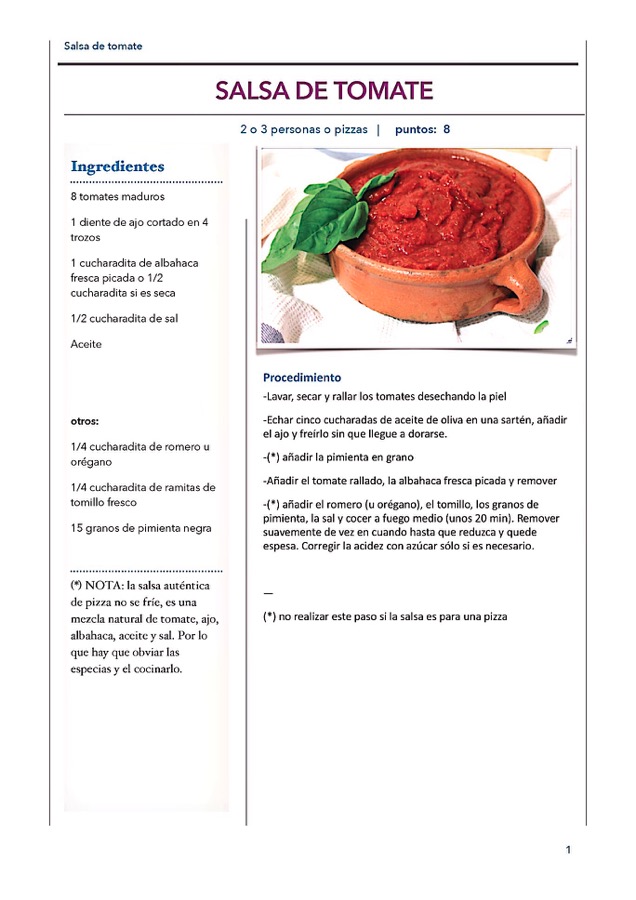 Salsa de tomate
SALSA DE TOMATE
2 o 3 personas o pizzas | puntos: 8
Ingredientes
8 tomates maduros
1 diente de ajo cortado en 4
trozos
1 cucharadita de albahaca
fresca picada o 1/2
cucharadita si es seca
1/2 cucharadita de sal
Aceite
otros:
1/4 cucharadita de romero u
orégano
1/4 cucharadita de ramitas de
tomillo fresco
15 granos de pimienta negra
(*) NOTA: la salsa auténtica
de pizza no se fríe, es una
mezcla natural de tomate, ajo,
albahaca, aceite y sal. Por lo
que hay que obviar las
especias y el cocinarlo.
Procedimiento
-Lavar, secar y rallar los tomates desechando la piel
-Echar cinco cucharadas de aceite de oliva en una sartén, añadir
el ajo y freírlo sin que llegue a dorarse.
-(*) añadir la pimienta en grano
-Añadir el tomate rallado, la albahaca fresca picada y remover
-(*) añadir el romero (u orégano), el tomillo, los granos de
pimienta, la sal y cocer a fuego medio (unos 20 min). Remover
suavemente de vez en cuando hasta que reduzca y quede
espesa. Corregir la acidez con azúcar sólo si es necesario.
—
(*) no realizar este paso si la salsa es para una pizza
1